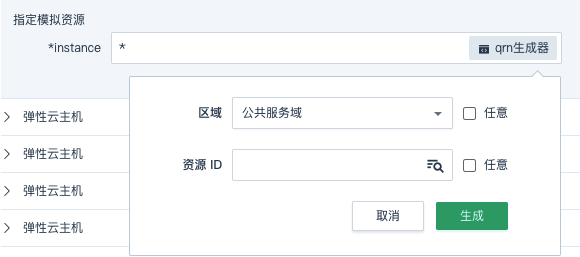 指定模拟资源
*instance
*
qrn生成器
区域
公共服务域
任意
弹性云主机
弹性云主机
资源 ID
任意
弹性云主机
取消
生成
弹性云主机